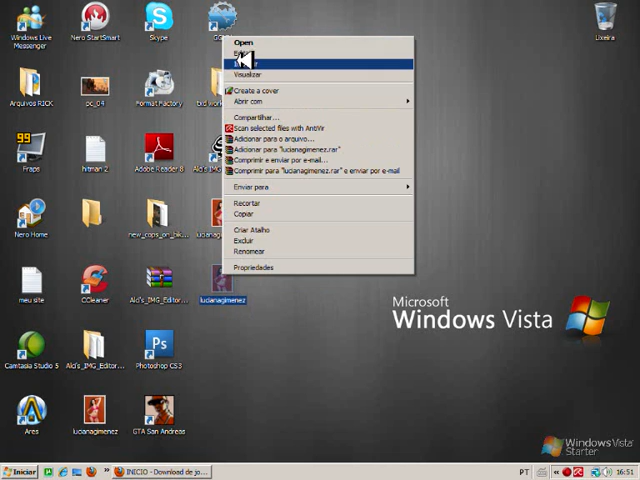 Windows Live
Messenger
Nero StartSmart
Skype
Open
Visualizar
Create a cover
Abrir com
Compartilhar...
Scan selected files with AntiVir
Adicionar para o arquivo...
Adicionar para "lucianagimenez.rar"
Comprimir e enviar por e-mail...
Comprimir para "lucianagimenez.rar" e enviar por e-mail
Enviar para
Recortar
Copiar
Criar Atalho
Excluir
Renomear
Propriedades
Lixeira
Arquivos RICK
pc_04
Format Factory
99
Fraps
hitman 2
Adobe Reader 8
Nero Home
new_cops_on_bik...
meu site
CCleaner
Ald's_IMG_Editor...
lucianagimenez
Camtasia Studio 5
Ald's_IMG_Editor...
Ps
Photoshop CS3
Ares
lucianagimenez
GTA San Andreas
Microsoft
Windows Vista
Windows Vista
Starter
Iniciar
»
INICIO - Download de jo...
PT
«
16:51